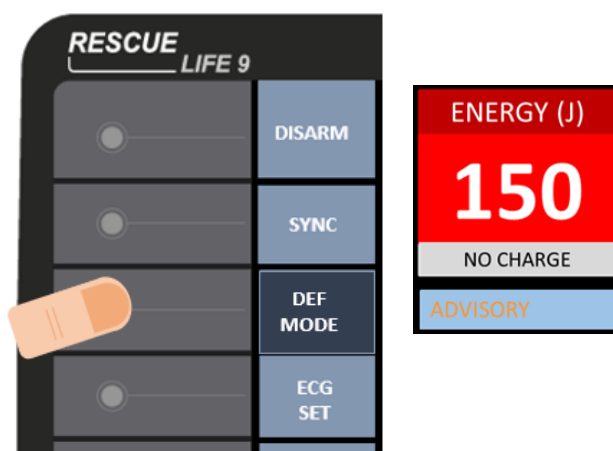 RESCUE
LIFE 9
DISARM
SYNC
DEF
MODE
ECG
SET
ENERGY (J)
150
NO CHARGE
ADVISORY